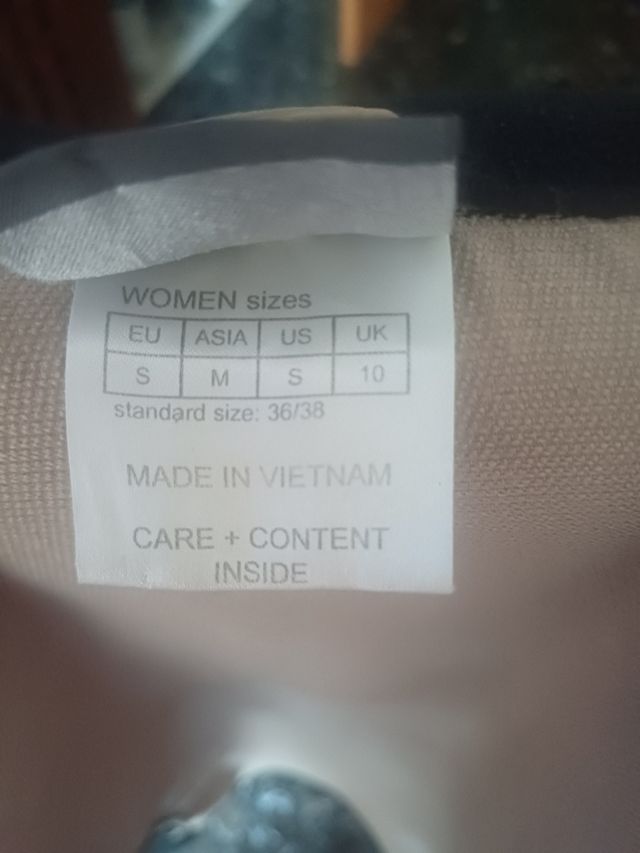 WOMEN sizes
EU ASIA US UK
S M S 10
standard size: 36/38
MADE IN VIETNAM
CARE + CONTENT
INSIDE